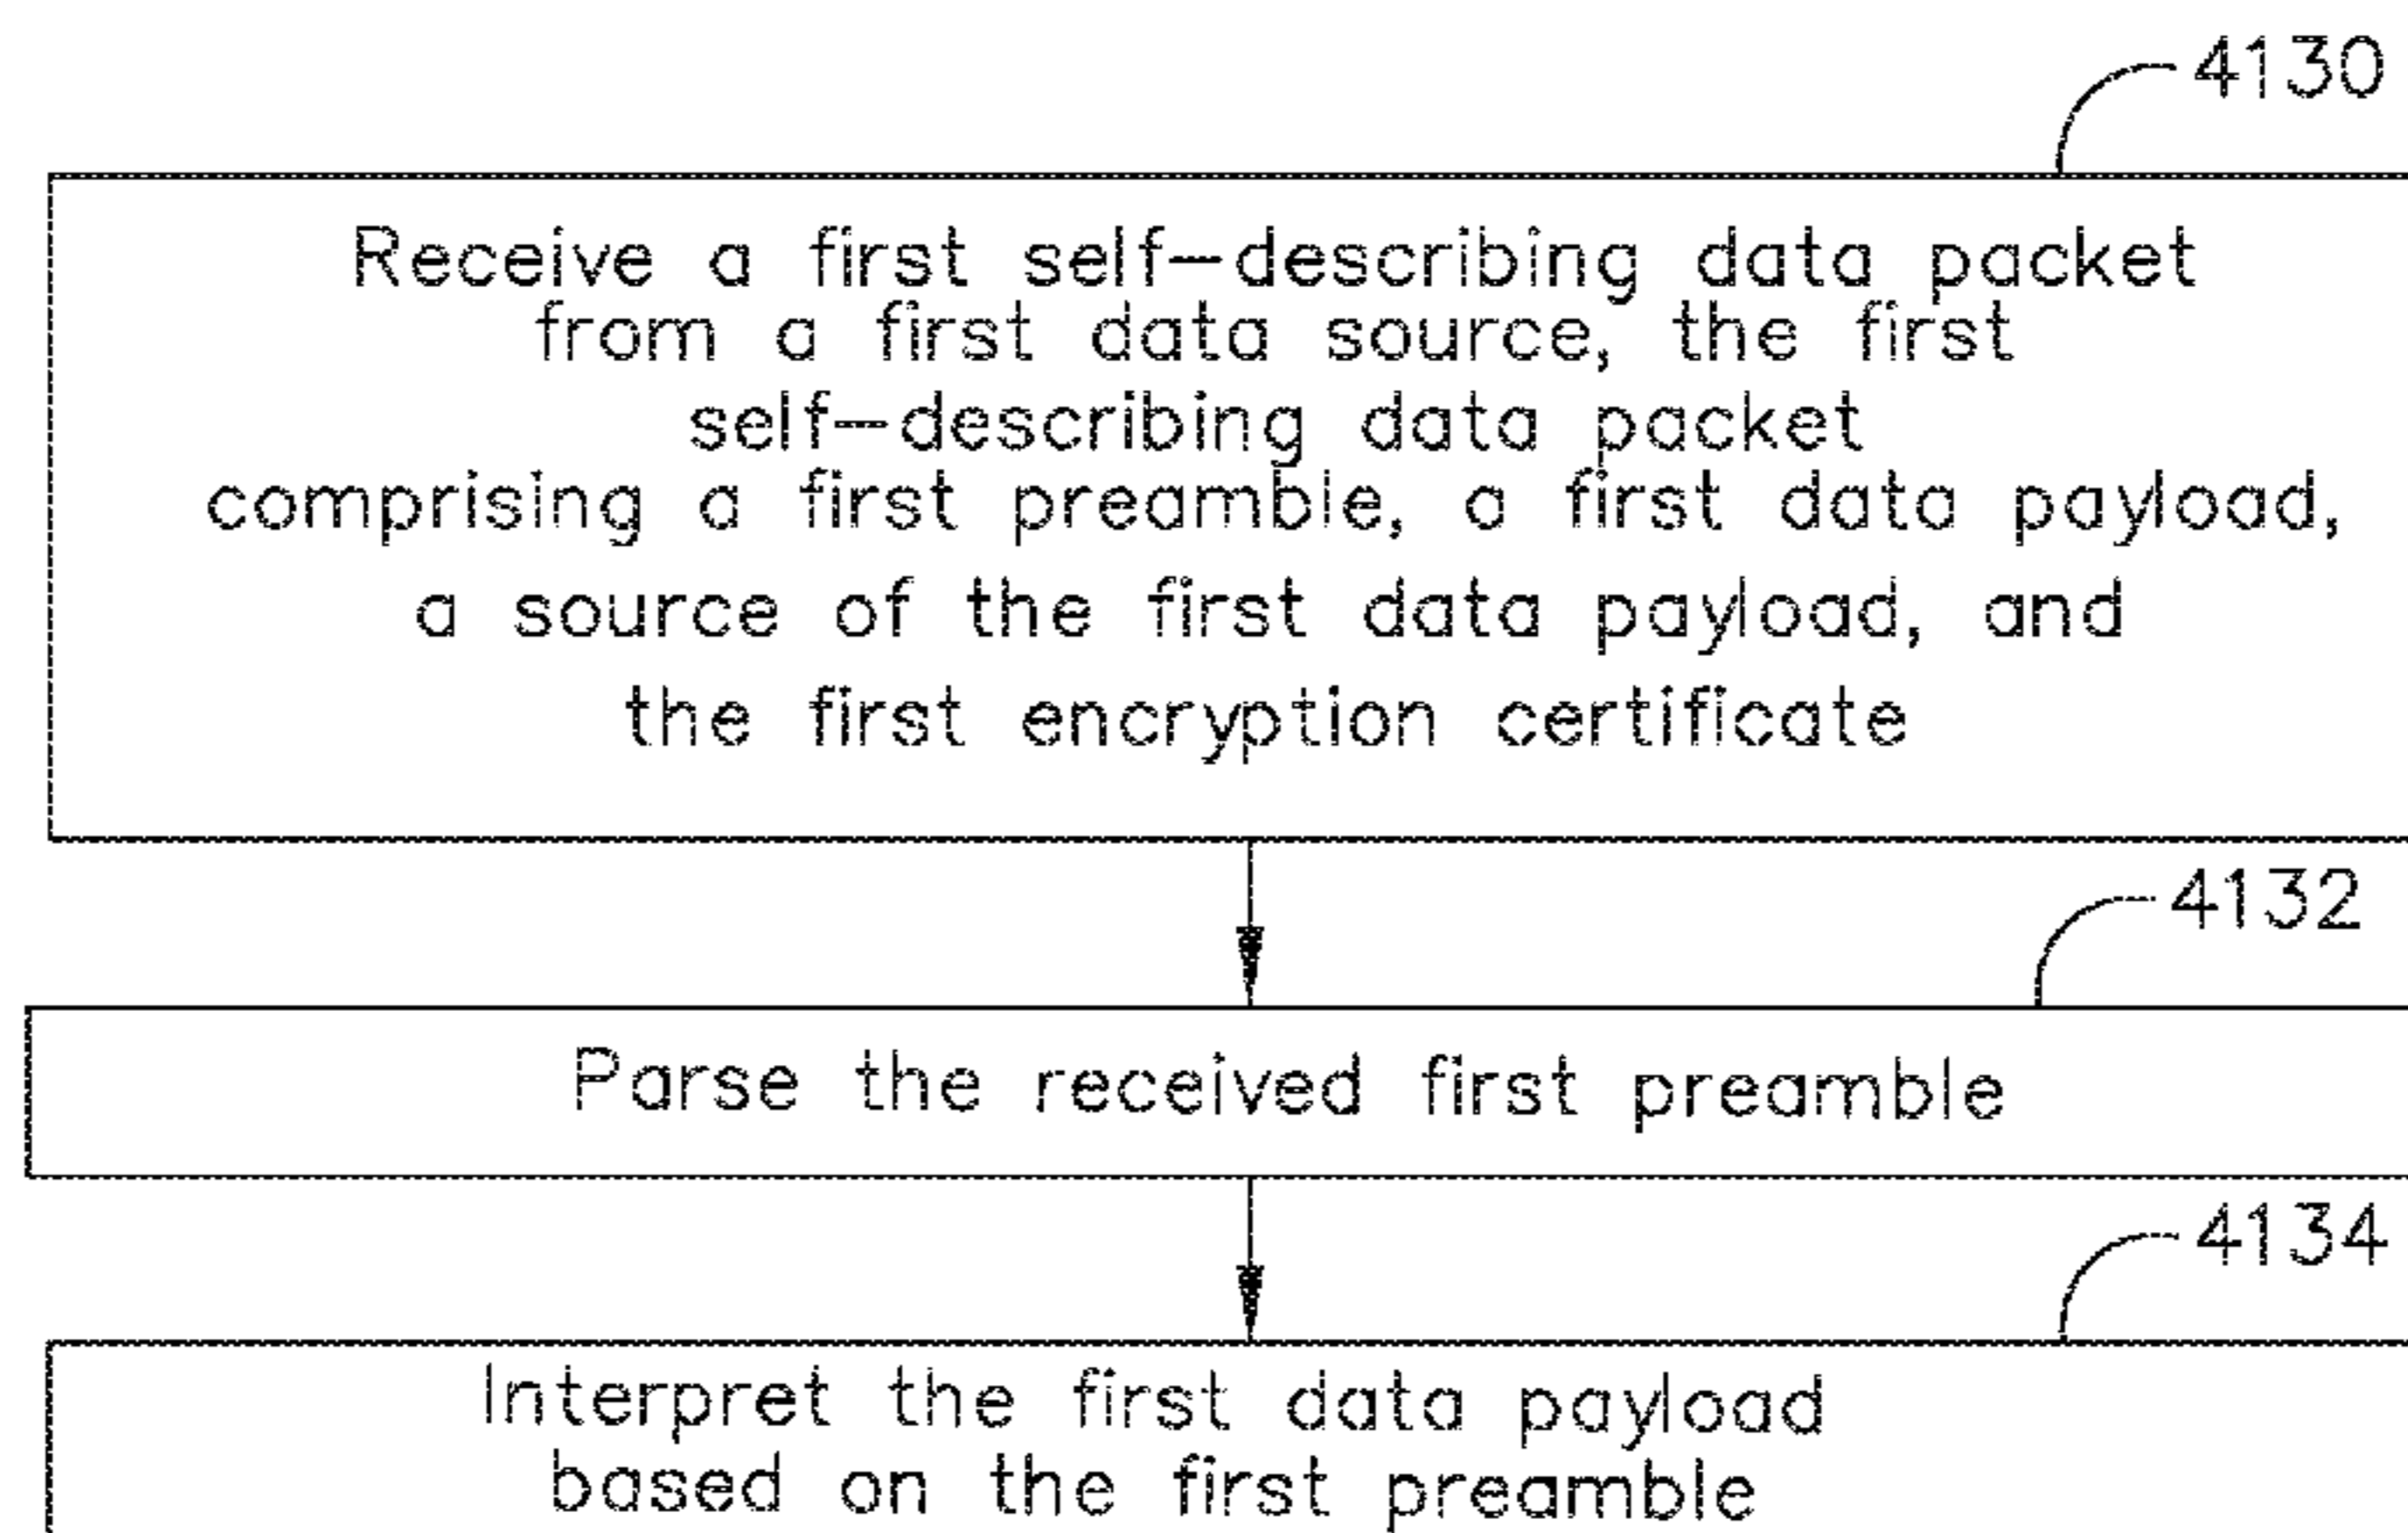 4130
Receive a first self-describing data packet
from a first data source, the first
self-describing data packet
comprising a first preamble, a first data payload,
a source of the first data payload, and
the first encryption certificate
4132
Parse the received first preamble
4134
Interpret the first data payload
based on the first preamble